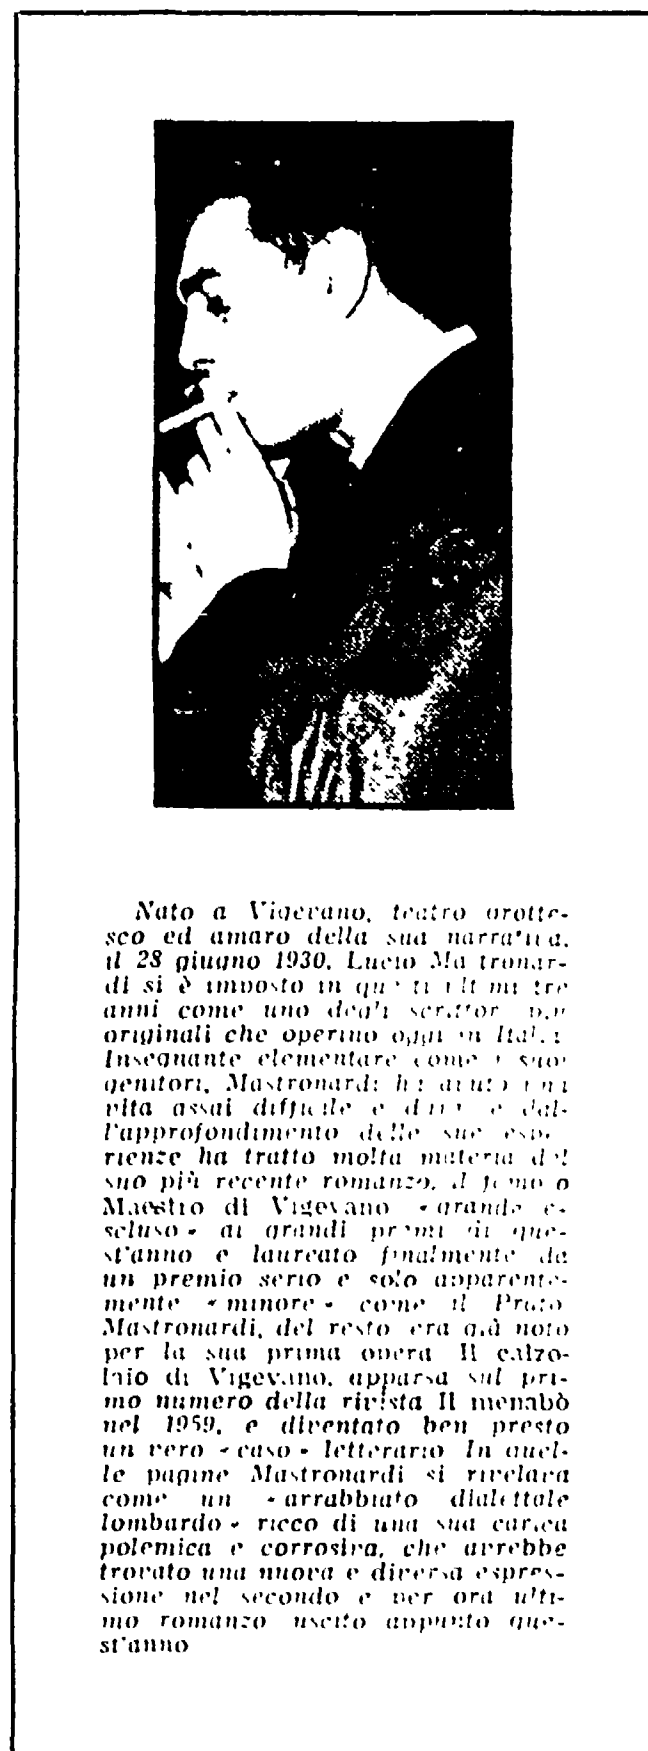 Nato a Vigevano, teatro grotte-
sco ed amaro della sua narrativa,
il 28 giugno 1930, Lucio Mastronar-
di si è imposto in questi ultimi tre
anni come uno degli scrittori più
originali che operino oggi in Italia.
Insegnante elementare come i suoi
genitori, Mastronardi ha avuto una
vita assai difficile e dura e dal-
l'approfondimento delle sue espe-
rienze ha tratto molta materia del
suo più recente romanzo, il
Maestro di Vigevano «grande e-
scluso» ai grandi premi di que-
st'anno e laureato finalmente da
un premio serio e solo apparente-
mente «minore» come il Prato
Mastronardi, del resto era già noto
per la sua prima opera Il calzo-
laio di Vigevano, apparsa sul pri-
mo numero della rivista Il menabò
nel 1959, e diventato ben presto
un vero «caso» letterario In quel-
le pagine Mastronardi si rivelava
come un «arrabbiato dialettale
lombardo» ricco di una sua carica
polemica e corrosiva, che avrebbe
trovato una nuova e diversa espres-
sione nel secondo e per ora ulti-
mo romanzo uscito appunto que-
st'anno